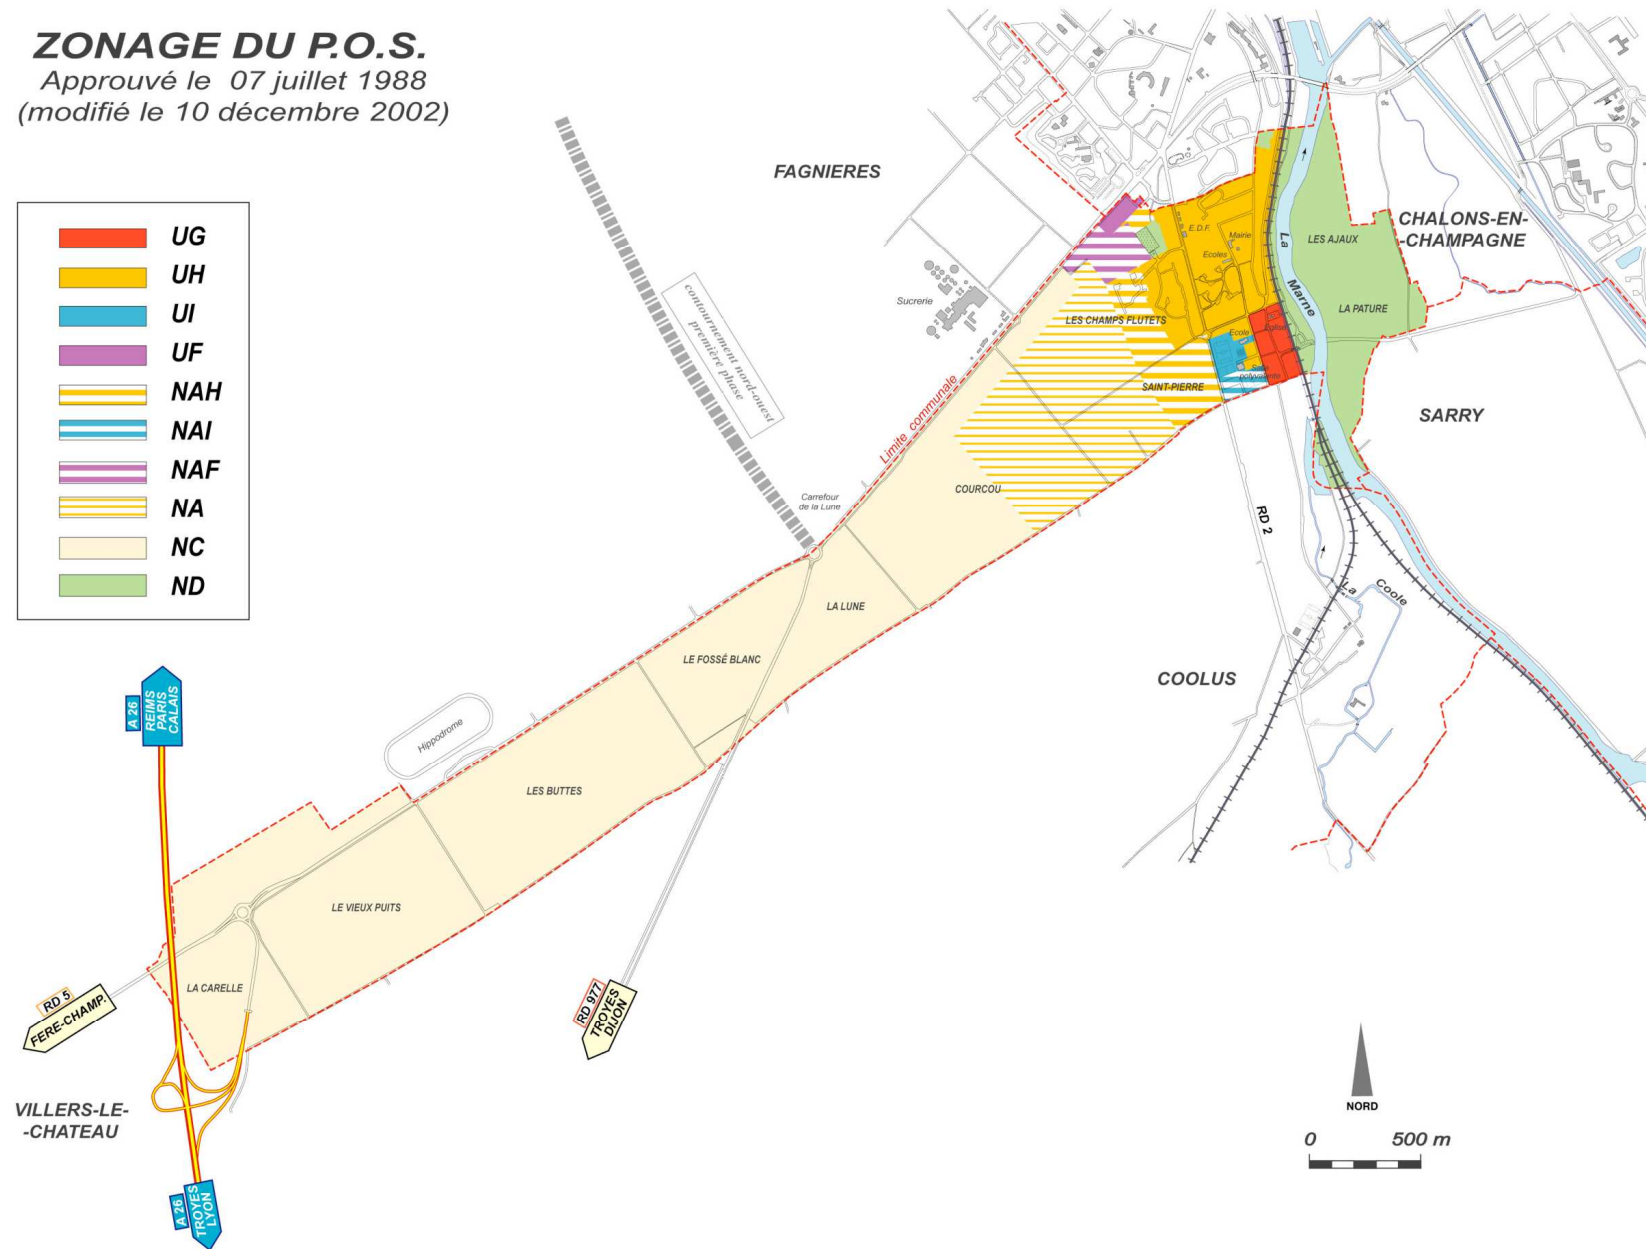 ZONAGE DU P.O.S.
Approuvé le 07 juillet 1988
(modifié le 10 décembre 2002)
UG
UH
UI
UF
NAH
NAI
NAF
NA
NC
ND
FAGNIERES
CHALONS-EN-
-CHAMPAGNE
SARRY
COOLUS
VILLERS-LE-
-CHATEAU
contournement nord-ouest
première phase
Sucrerie
Limite communale
Carrefour
de la Lune
E.D.F.
Mairie
Ecoles
Ecole
Eglise
Salle
polyvalente
La Marne
LES AJAUX
LA PATURE
LES CHAMPS FLUTETS
SAINT-PIERRE
COURCOU
LA LUNE
LE FOSSÉ BLANC
LES BUTTES
LE VIEUX PUITS
LA CARELLE
Hippodrome
RD 2
La Coole
A 26
REIMS
PARIS
CALAIS
RD 5
FERE-CHAMP.
RD 977
TROYES
DIJON
A 26
TROYES
LYON
NORD
0 500 m